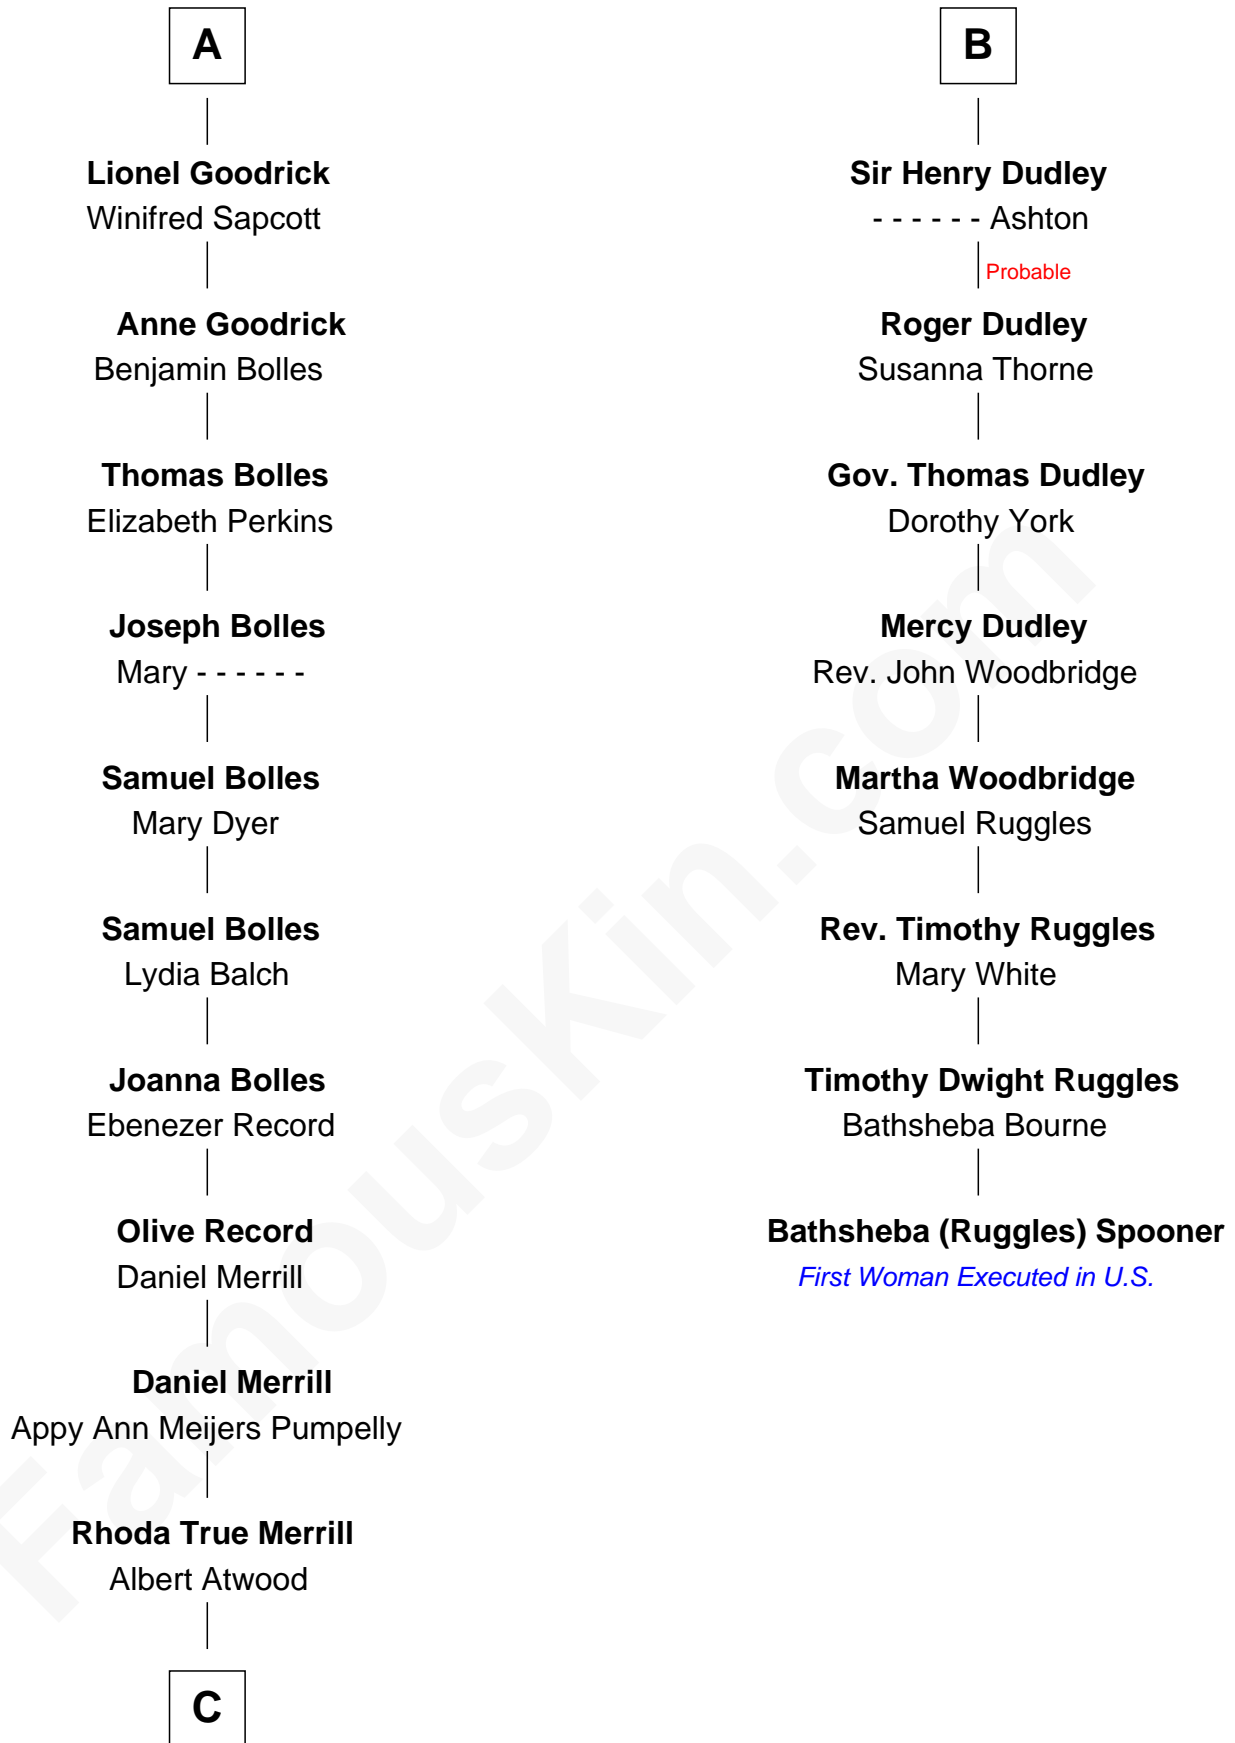 A
Lionel Goodrick
Winifred Sapcott
Anne Goodrick
Benjamin Bolles
Thomas Bolles
Elizabeth Perkins
Joseph Bolles
Mary - - - - - -
Samuel Bolles
Mary Dyer
Samuel Bolles
Lydia Balch
Joanna Bolles
Ebenezer Record
Olive Record
Daniel Merrill
Daniel Merrill
Appy Ann Meijers Pumpelly
Rhoda True Merrill
Albert Atwood
C
B
Sir Henry Dudley
- - - - - - Ashton
Probable
Roger Dudley
Susanna Thorne
Gov. Thomas Dudley
Dorothy York
Mercy Dudley
Rev. John Woodbridge
Martha Woodbridge
Samuel Ruggles
Rev. Timothy Ruggles
Mary White
Timothy Dwight Ruggles
Bathsheba Bourne
Bathsheba (Ruggles) Spooner
First Woman Executed in U.S.
FamousKin.com